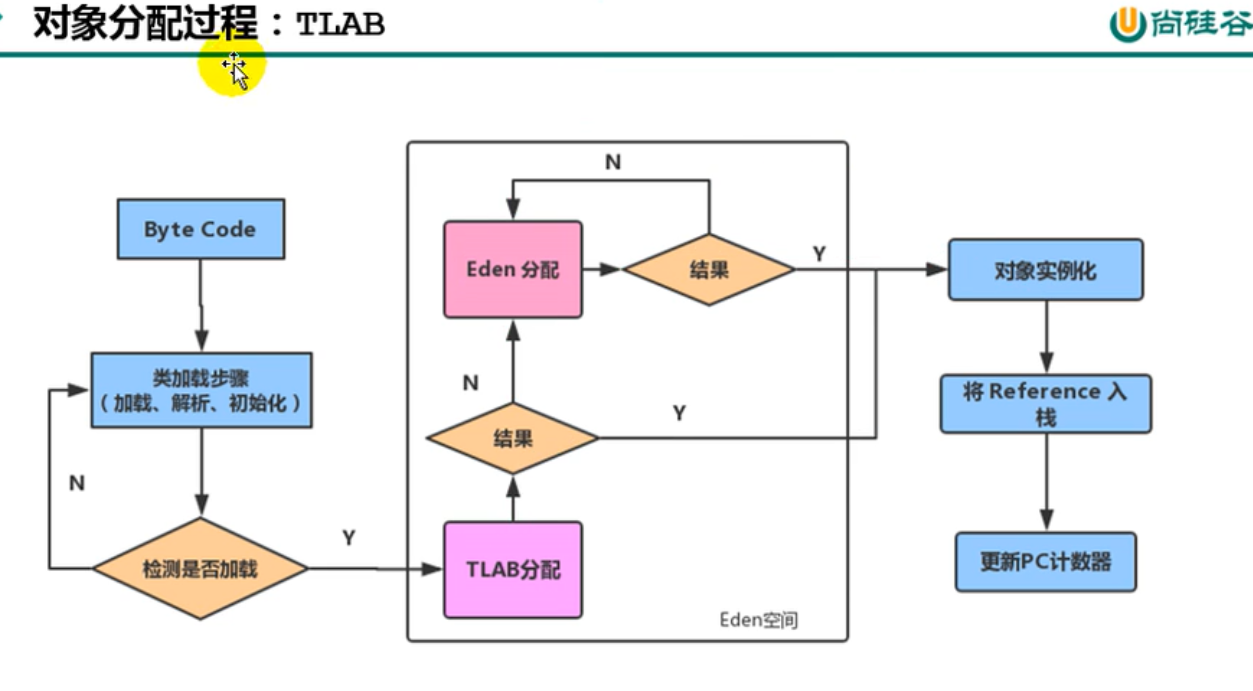 对象分配过程：TLAB
尚硅谷
Byte Code
类加载步骤
（加载、解析、初始化）
N
检测是否加载
Y
N
Eden 分配
结果
Y
N
结果
Y
TLAB分配
Eden空间
对象实例化
将 Reference 入
栈
更新PC计数器